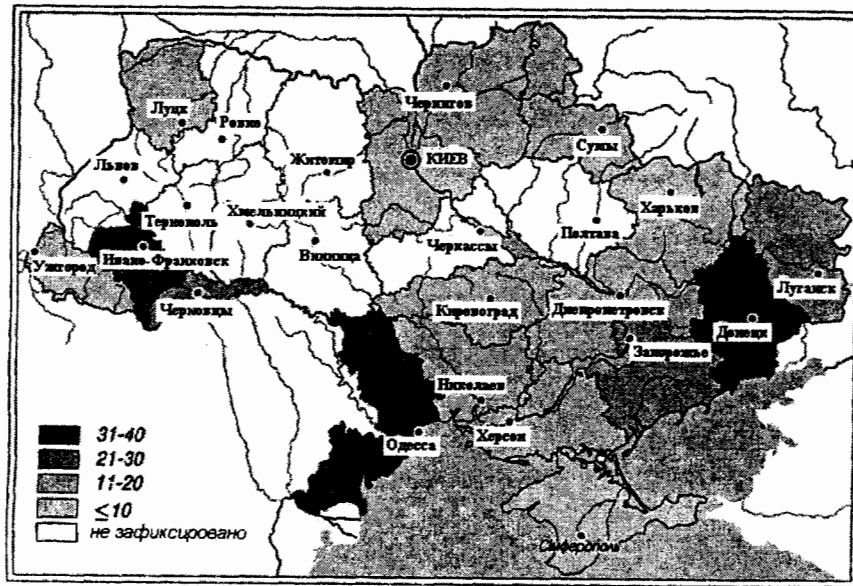 Луцк
Ровно
Чернигов
Сумы
КИЕВ
Житомир
Львов
Харьков
Тернополь
Хмельницкий
Полтава
Черкассы
Винница
Ужгород
Ивано-Франковск
Луганск
Черновцы
Кировоград
Днепропетровск
Донецк
Запорожье
Николаев
Херсон
Одесса
Симферополь
31-40
21-30
11-20
≤10
не зафиксировано